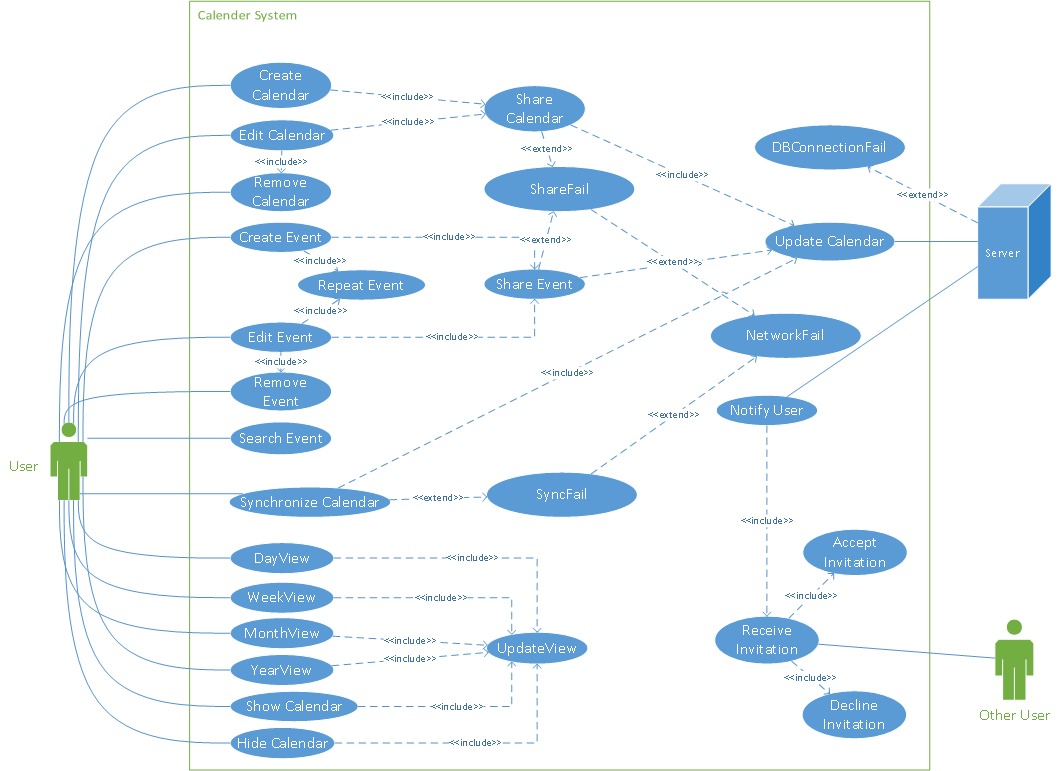 Calender System
Create
Calendar
<<include>>
Share
Calendar
<<include>>
Edit Calendar
<<extend>>
DBConnectionFail
<<include>>
Remove
Calendar
ShareFail
<<include>>
<<extend>>
Create Event
<<include>>
<<extend>>
Update Calendar
Server
<<include>>
<<extend>>
Repeat Event
Share Event
<<include>>
Edit Event
<<include>>
NetworkFail
<<include>>
<<include>>
Remove
Event
Notify User
<<extend>>
Search Event
User
Synchronize Calendar
<<extend>>
SyncFail
<<include>>
Accept
Invitation
DayView
<<include>>
WeekView
<<include>>
<<include>>
MonthView
<<include>>
UpdateView
Receive
Invitation
<<include>>
YearView
<<include>>
Show Calendar
<<include>>
Decline
Invitation
Other User
Hide Calendar
<<include>>